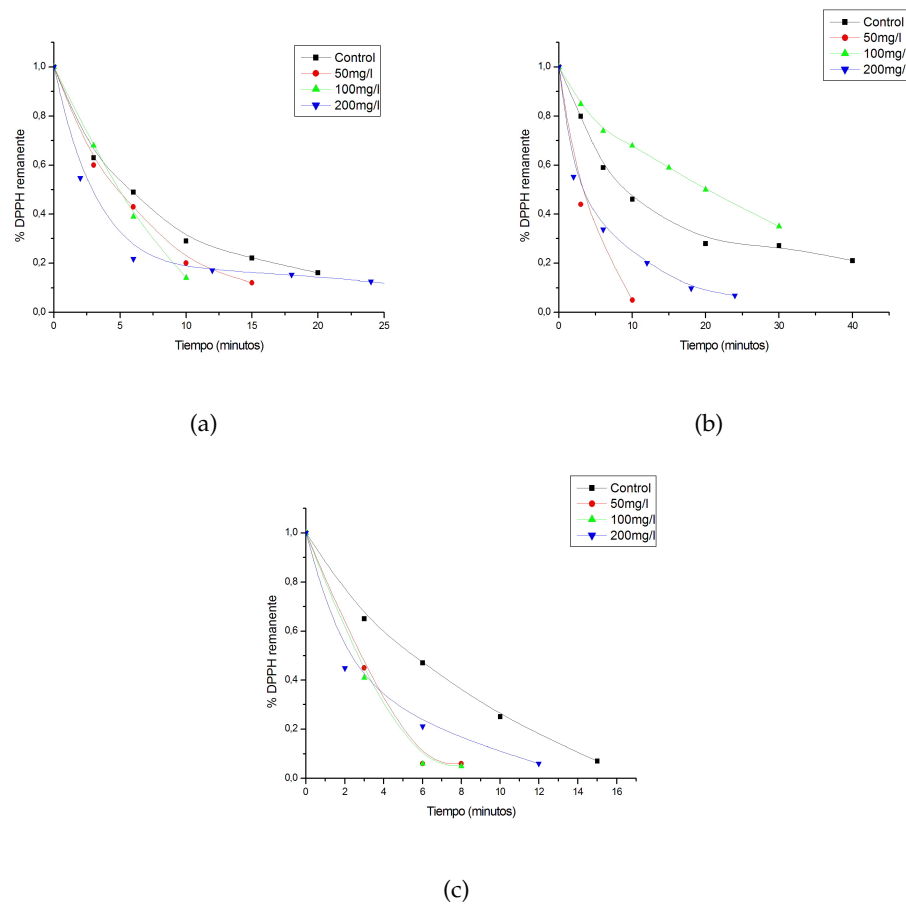 Control
50mg/l
100mg/l
200mg/l
% DPPH remanente
1,0
0,8
0,6
0,4
0,2
0,0
0 5 10 15 20 25
Tiempo (minutos)
(a)
Control
50mg/l
100mg/l
200mg/l
% DPPH remanente
1,0
0,8
0,6
0,4
0,2
0,0
0 10 20 30 40
Tiempo (minutos)
(b)
Control
50mg/l
100mg/l
200mg/l
% DPPH remanente
1,0
0,8
0,6
0,4
0,2
0,0
0 2 4 6 8 10 12 14 16
Tiempo (minutos)
(c)